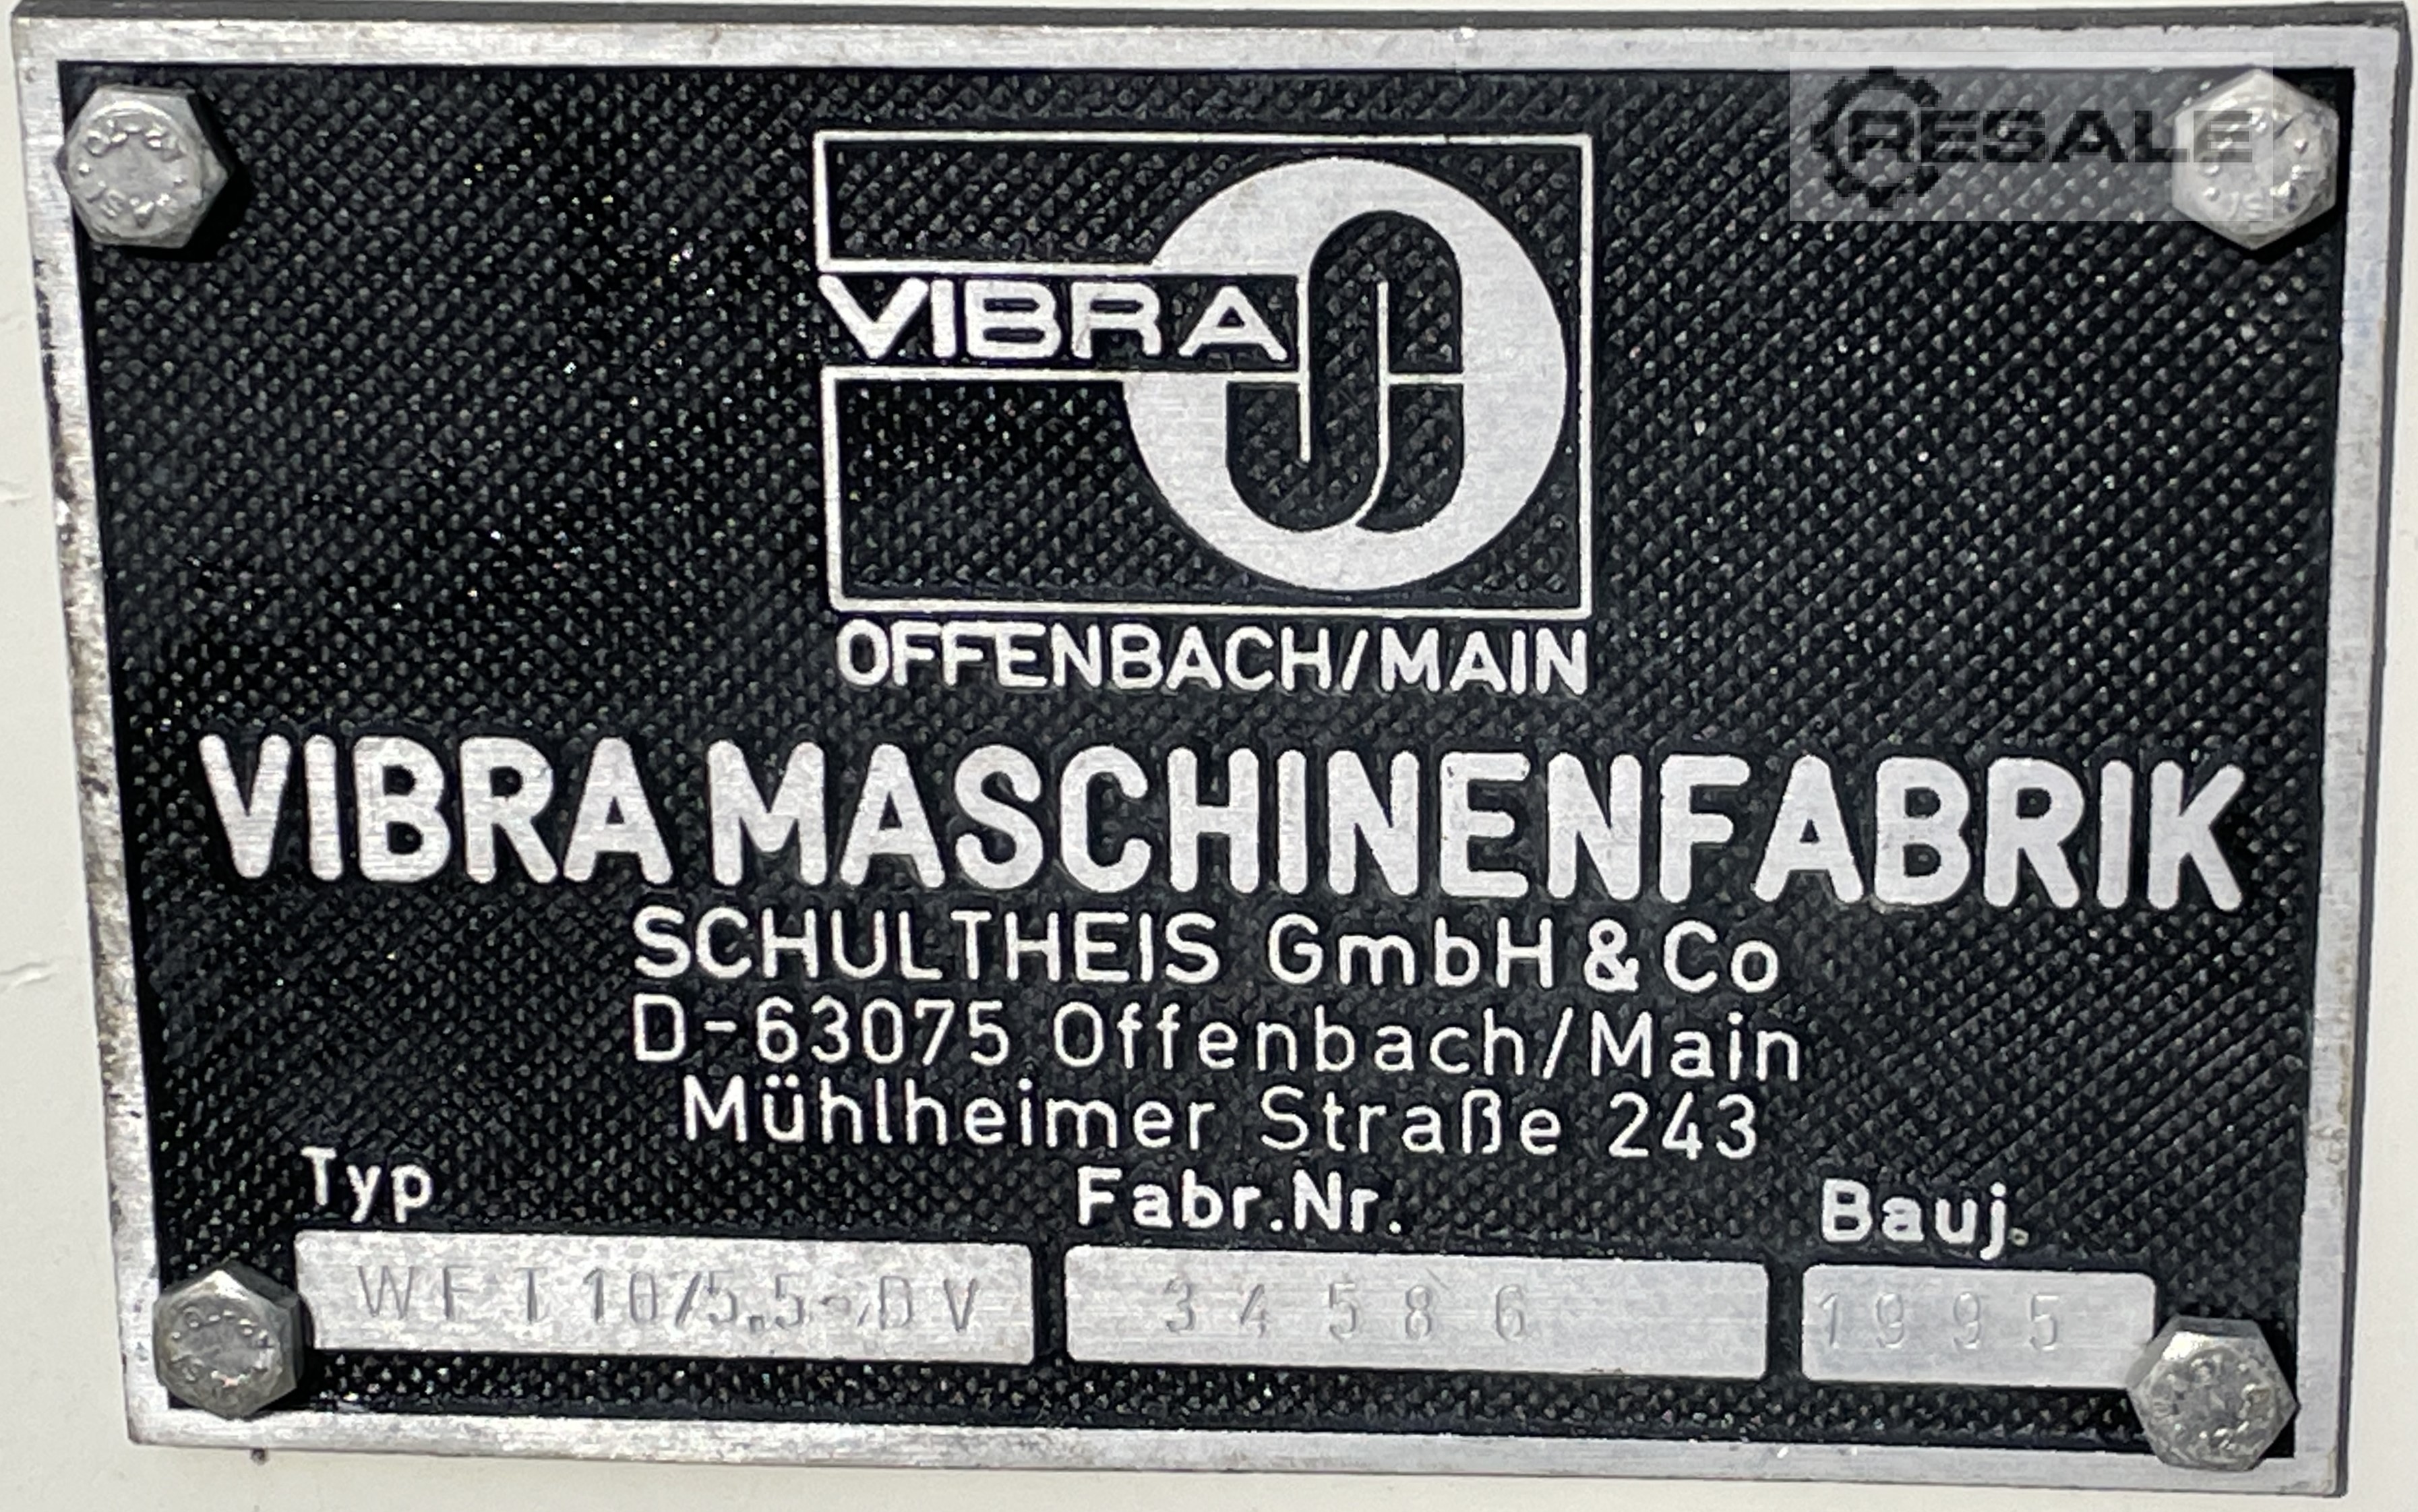 RESALE
VIBRA
OFFENBACH/MAIN
VIBRA MASCHINENFABRIK
SCHULTHEIS GmbH & Co
D-63075 Offenbach/Main
Mühlheimer Straße 243
Typ Fabr.Nr. Bauj.
WFT 10/5.5-DV 34586 1995